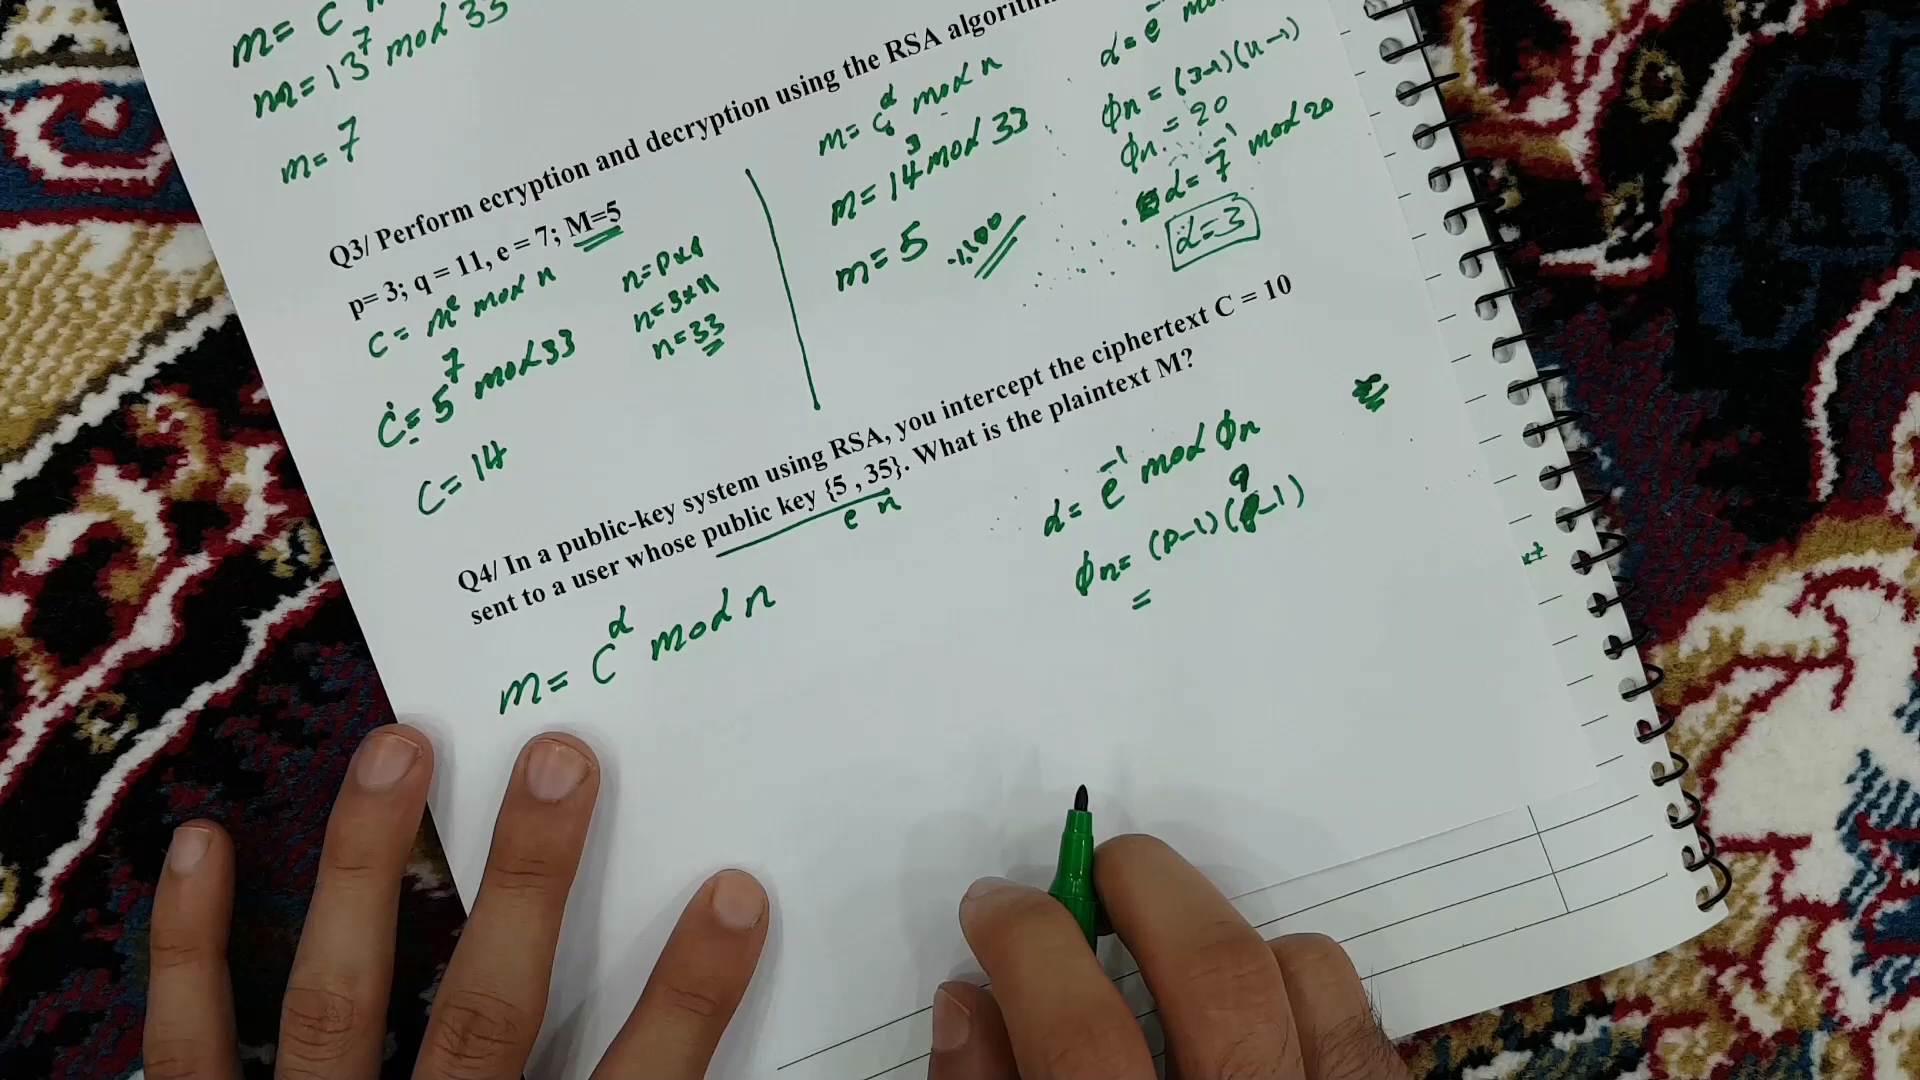 m= C
m= 13^7 mod 33
m= 7
Q3/ Perform ecryption and decryption using the RSA algorithm
p= 3; q = 11, e = 7; M=5
C= m^e mod n
C= 5^7 mod 33
C= 14
n= p×q
n= 3×11
n= 33
m= C^d mod n
m= 14^3 mod 33
m= 5 %100
d= e^-1 mo
ϕn = (3-1)(11-1)
ϕn = 20
d= 7^-1 mod 20
d=3
Q4/ In a public-key system using RSA, you intercept the ciphertext C = 10
sent to a user whose public key {5 , 35}. What is the plaintext M?
e n
m= C^d mod n
d= e^-1 mod ϕn
ϕn= (p-1)(q-1)
=